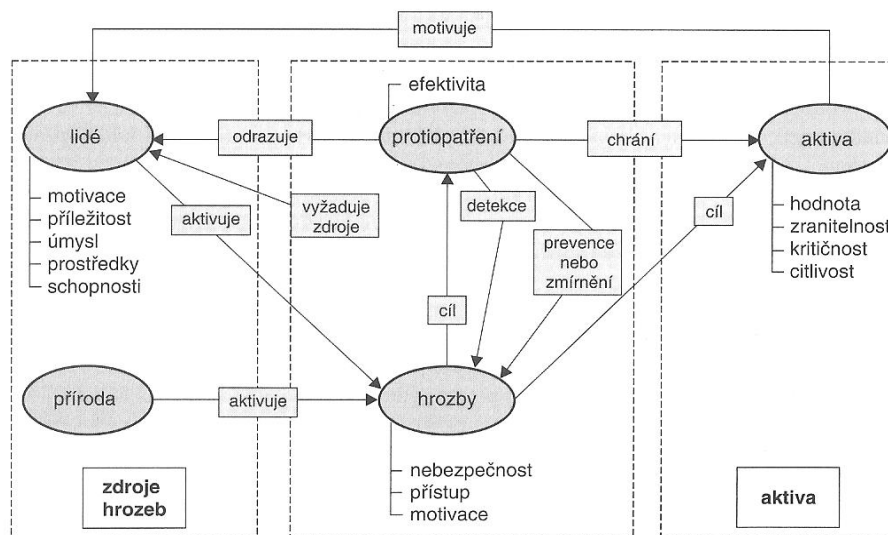 motivuje
efektivita
lidé
odrazuje
protiopatření
chrání
aktiva
motivace
příležitost
úmysl
prostředky
schopnosti
aktivuje
vyžaduje
zdroje
detekce
prevence
nebo
zmírnění
cíl
hodnota
zranitelnost
kritičnost
citlivost
cíl
příroda
aktivuje
hrozby
nebezpečnost
přístup
motivace
zdroje
hrozeb
aktiva